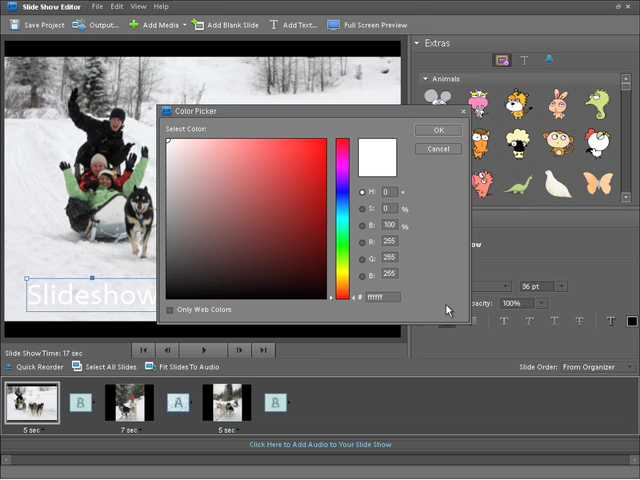 Slide Show Editor File Edit View Help
Save Project Output... Add Media Add Blank Slide Add Text... Full Screen Preview
Extras
Animals
Color Picker
Select Color:
OK
Cancel
H: 0 °
S: 0 %
B: 100 %
R: 255
G: 255
B: 255
# ffffff
Only Web Colors
Slideshow
ow
36 pt
pacity: 100%
T T T T T
Slide Show Time: 17 sec
Quick Reorder Select All Slides Fit Slides To Audio Slide Order: From Organizer
B A B
5 sec 7 sec 5 sec
Click Here to Add Audio to Your Slide Show